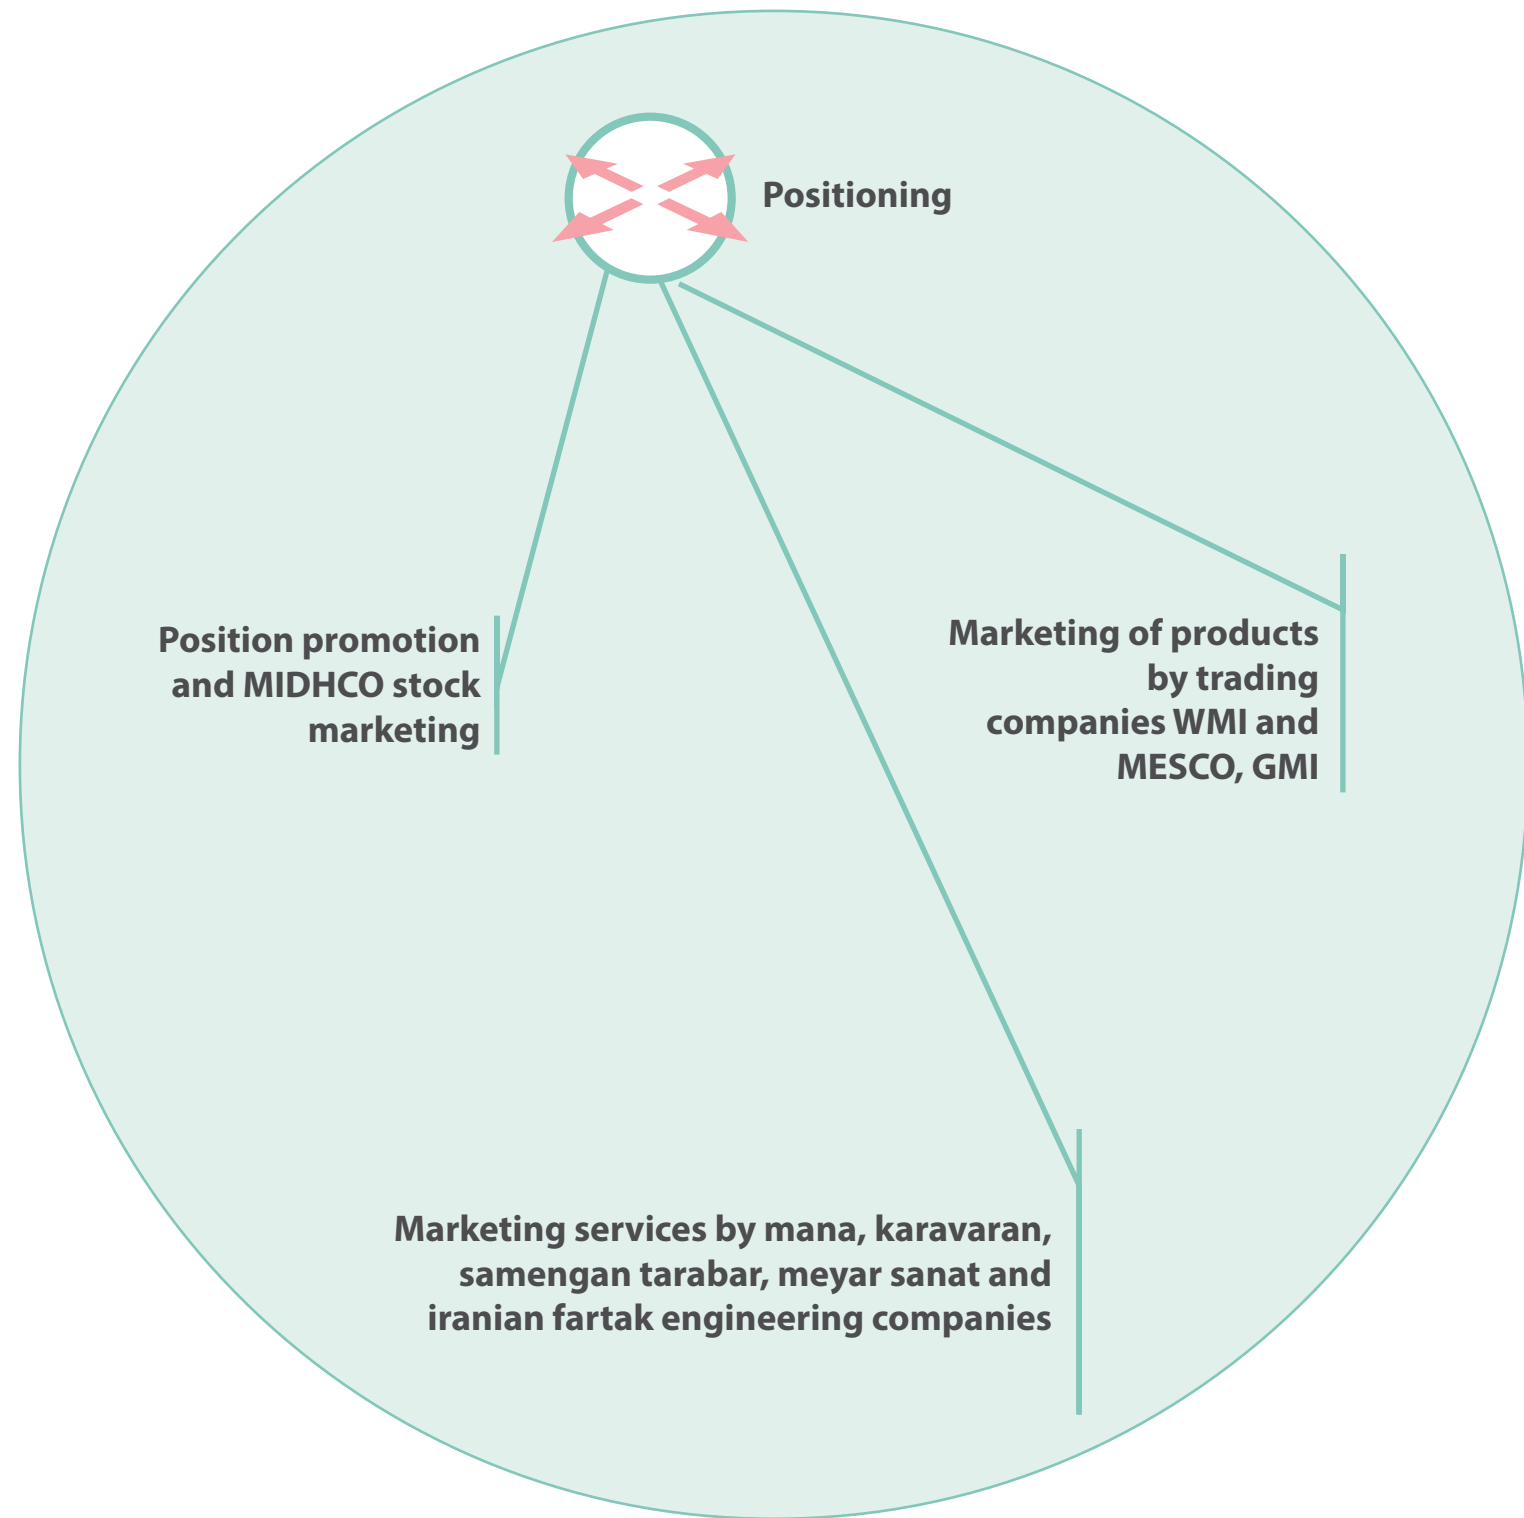 Positioning
Position promotion
and MIDHCO stock
marketing
Marketing of products
by trading
companies WMI and
MESCO, GMI
Marketing services by mana, karavaran,
samengan tarabar, meyar sanat and
iranian fartak engineering companies